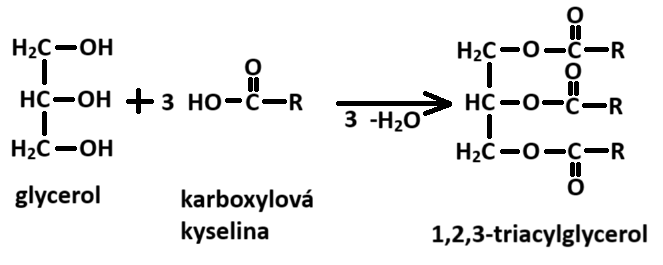 H₂C—OH
HC—OH
H₂C—OH
glycerol
+ 3
O
HO—C—R
karboxylová
kyselina
3 -H₂O
O
H₂C—O—C—R
O
HC—O—C—R
H₂C—O—C—R
O
1,2,3-triacylglycerol